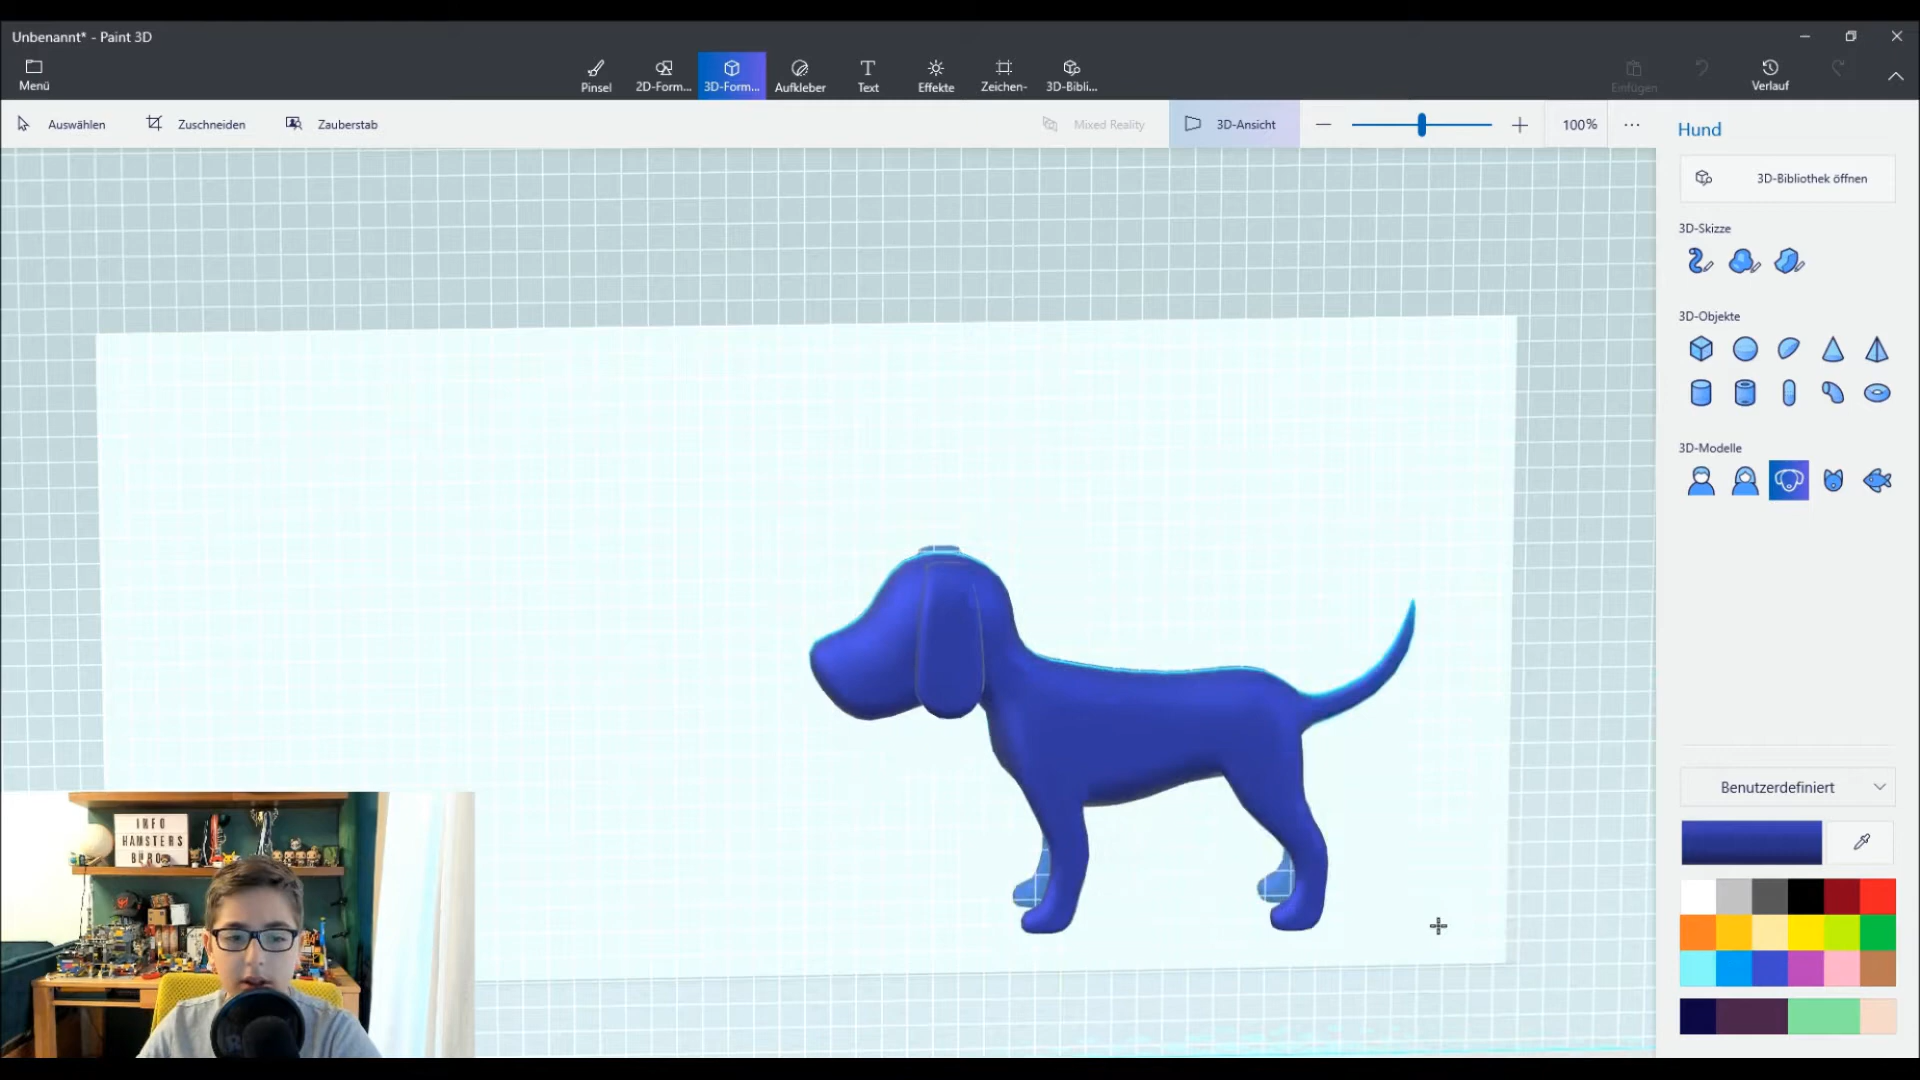 Unbenannt* - Paint 3D
Menü
Pinsel
2D-Form...
3D-Form...
Aufkleber
Text
Effekte
Zeichen-
3D-Bibli...
Einfügen
Verlauf
Auswählen
Zuschneiden
Zauberstab
Mixed Reality
3D-Ansicht
100%
Hund
3D-Bibliothek öffnen
3D-Skizze
3D-Objekte
3D-Modelle
Benutzerdefiniert
INFO
HAMSTERS
BÜRO